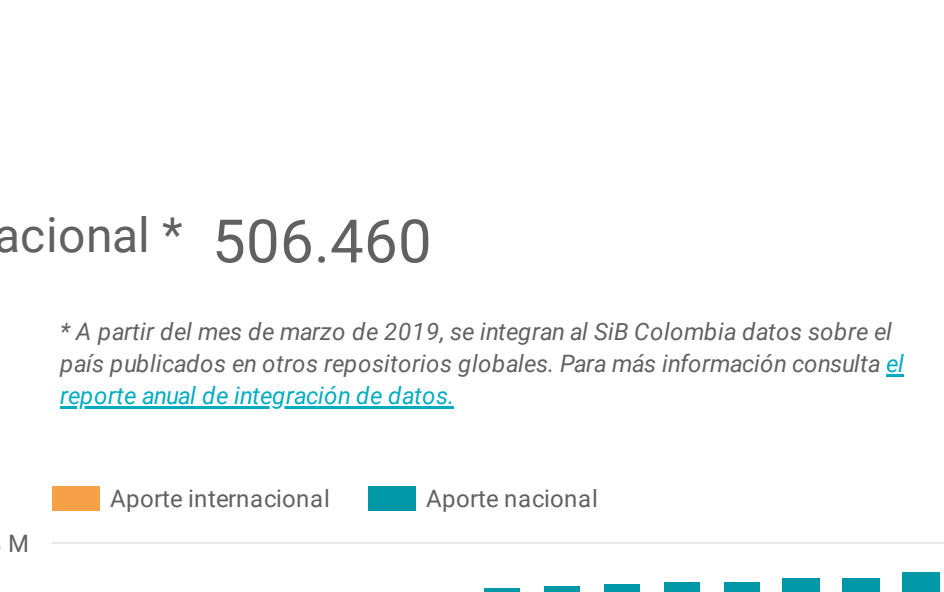 * 506.460
* A partir del mes de marzo de 2019, se integran al SiB Colombia datos sobre el
país publicados en otros repositorios globales. Para más información consulta el
reporte anual de integración de datos.
Aporte internacional Aporte nacional
M